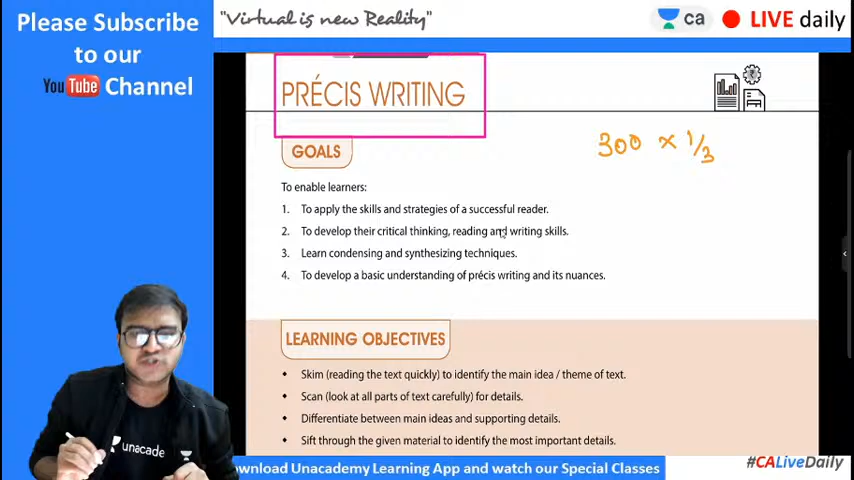 Please Subscribe
to our
YouTube Channel
"Virtual is new Reality"
ca
LIVE daily
PRÉCIS WRITING
300 × 1/3
GOALS
To enable learners:
1. To apply the skills and strategies of a successful reader.
2. To develop their critical thinking, reading and writing skills.
3. Learn condensing and synthesizing techniques.
4. To develop a basic understanding of précis writing and its nuances.
LEARNING OBJECTIVES
Skim (reading the text quickly) to identify the main idea / theme of text.
Scan (look at all parts of text carefully) for details.
Differentiate between main ideas and supporting details.
Sift through the given material to identify the most important details.
unacade
ownload Unacademy Learning App and watch our Special Classes
#CALiveDaily